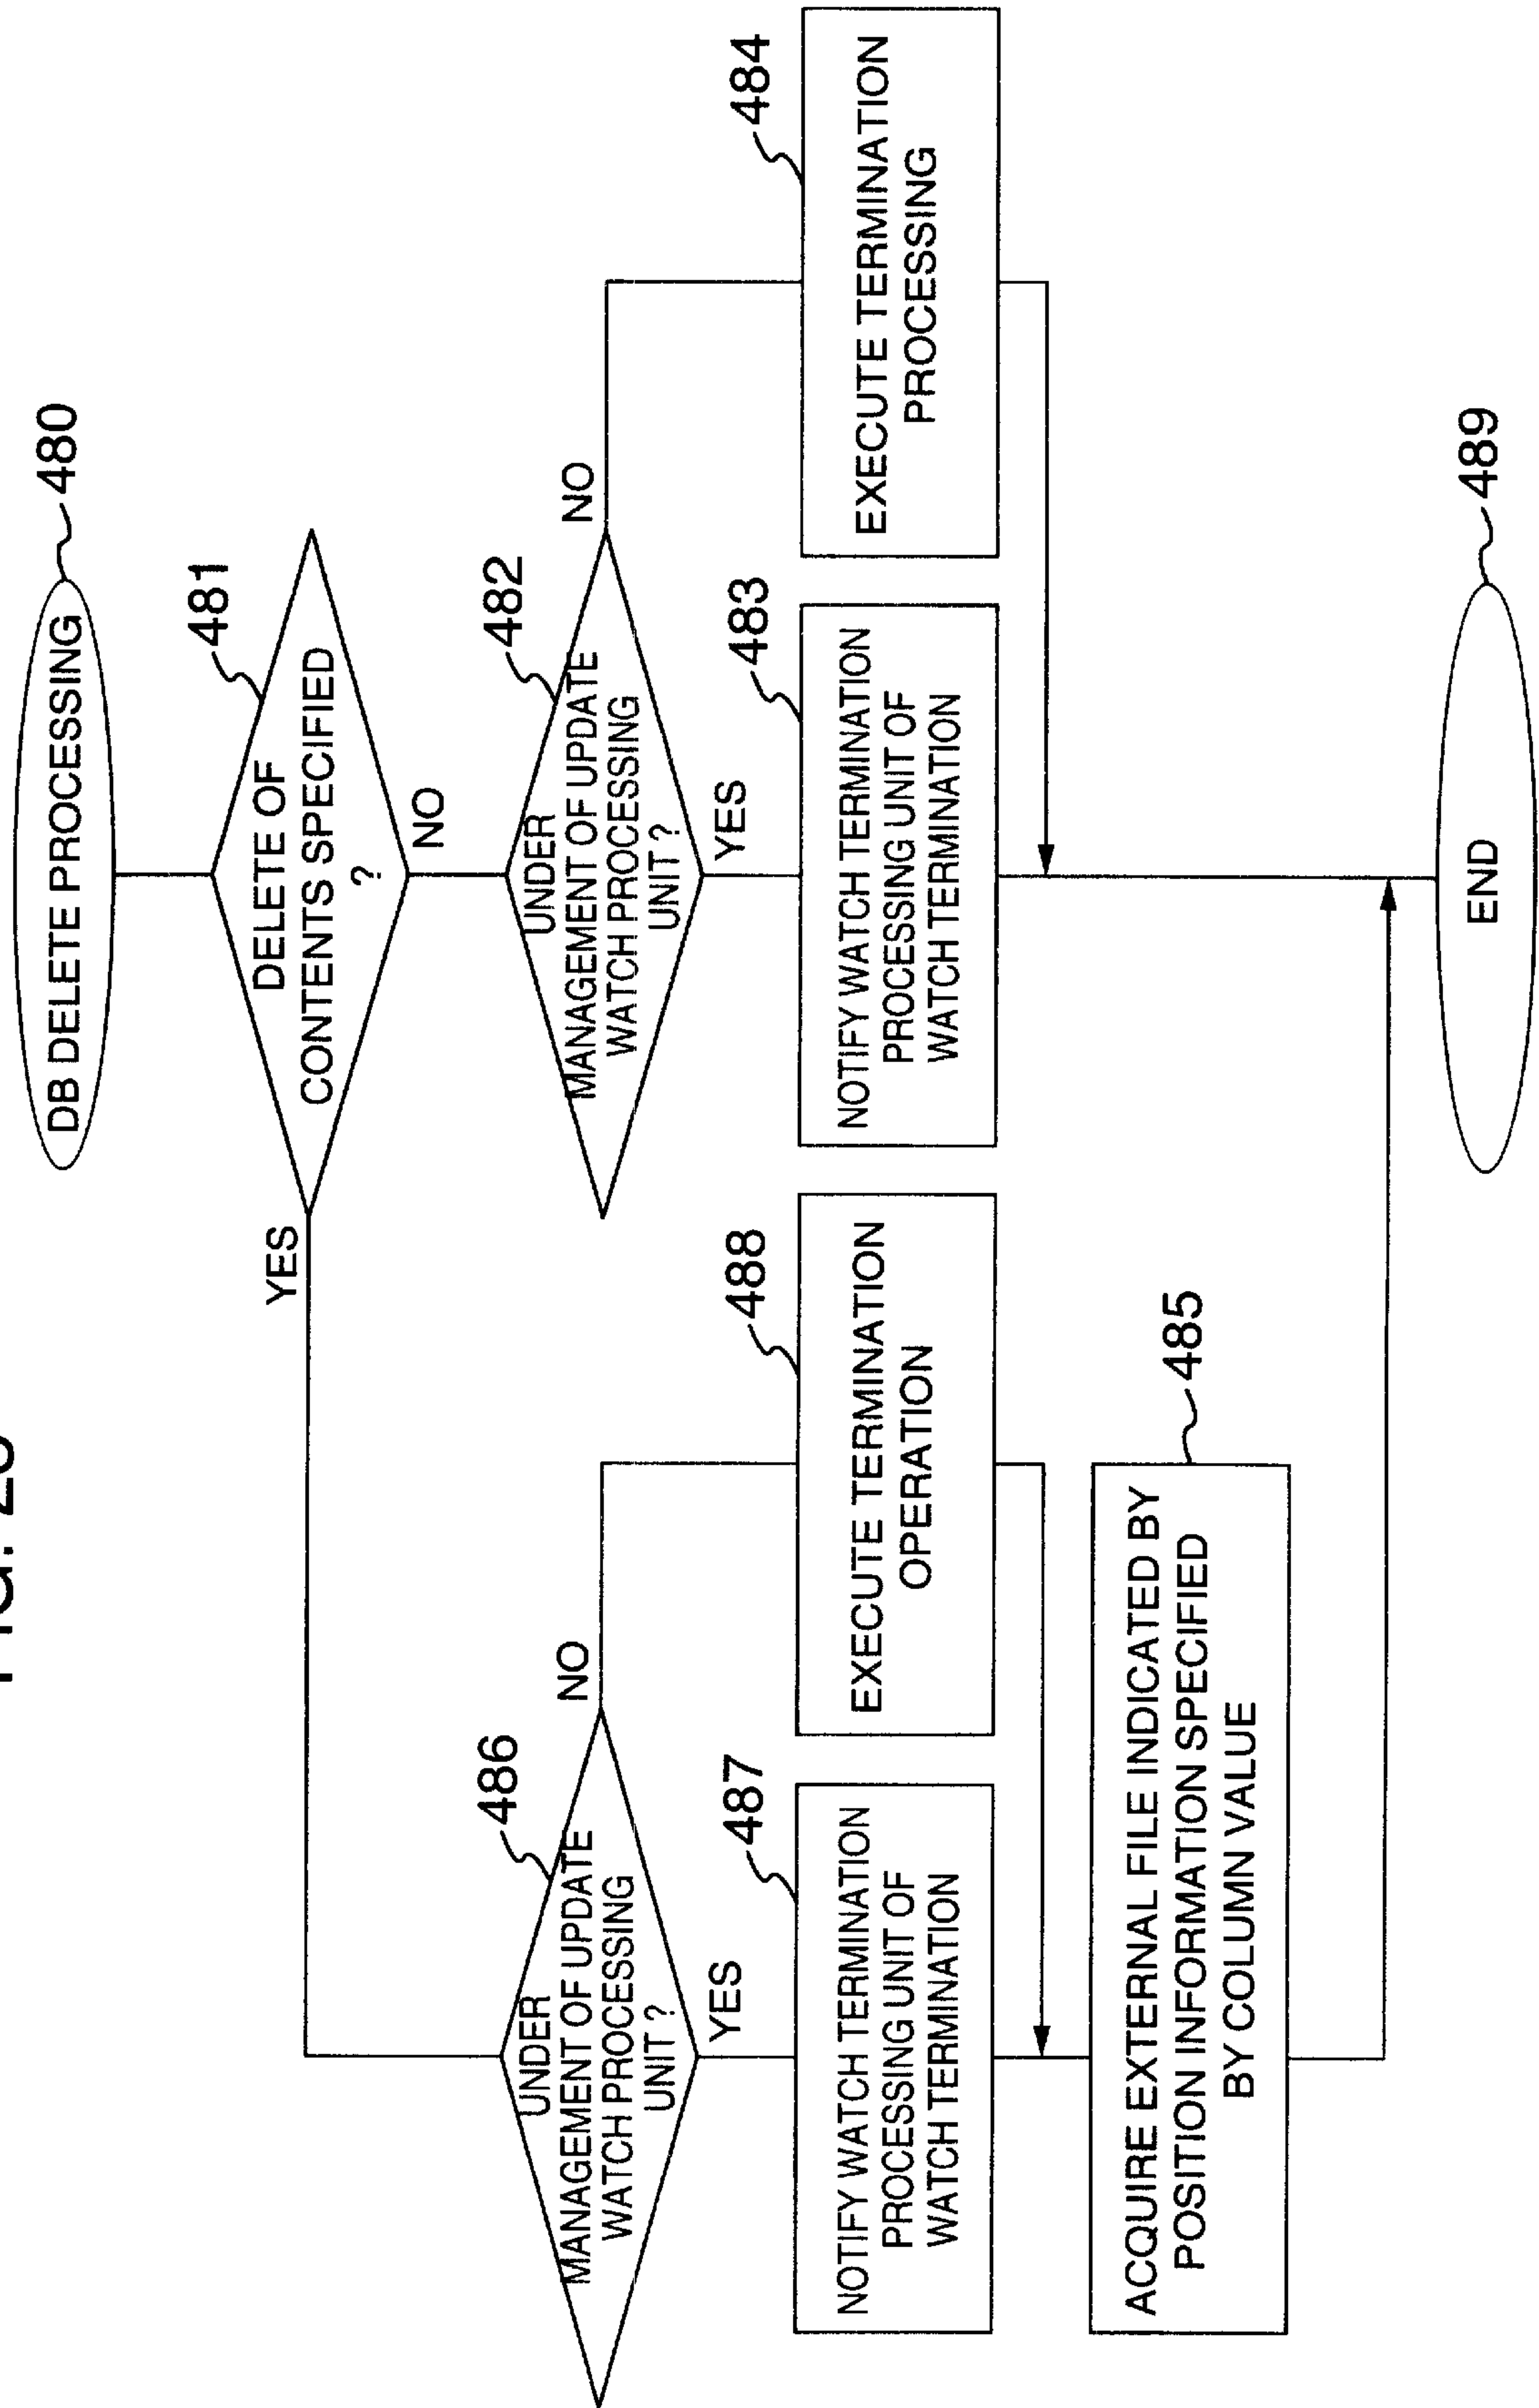 DB DELETE PROCESSING
480
DELETE OF
CONTENTS SPECIFIED
?
481
YES
NO
UNDER
MANAGEMENT OF UPDATE
WATCH PROCESSING
UNIT ?
486
NO
YES
UNDER
MANAGEMENT OF UPDATE
WATCH PROCESSING
UNIT ?
482
NO
YES
NOTIFY WATCH TERMINATION
PROCESSING UNIT OF
WATCH TERMINATION
487
EXECUTE TERMINATION
OPERATION
488
NOTIFY WATCH TERMINATION
PROCESSING UNIT OF
WATCH TERMINATION
483
EXECUTE TERMINATION
PROCESSING
484
ACQUIRE EXTERNAL FILE INDICATED BY
POSITION INFORMATION SPECIFIED
BY COLUMN VALUE
485
END
489